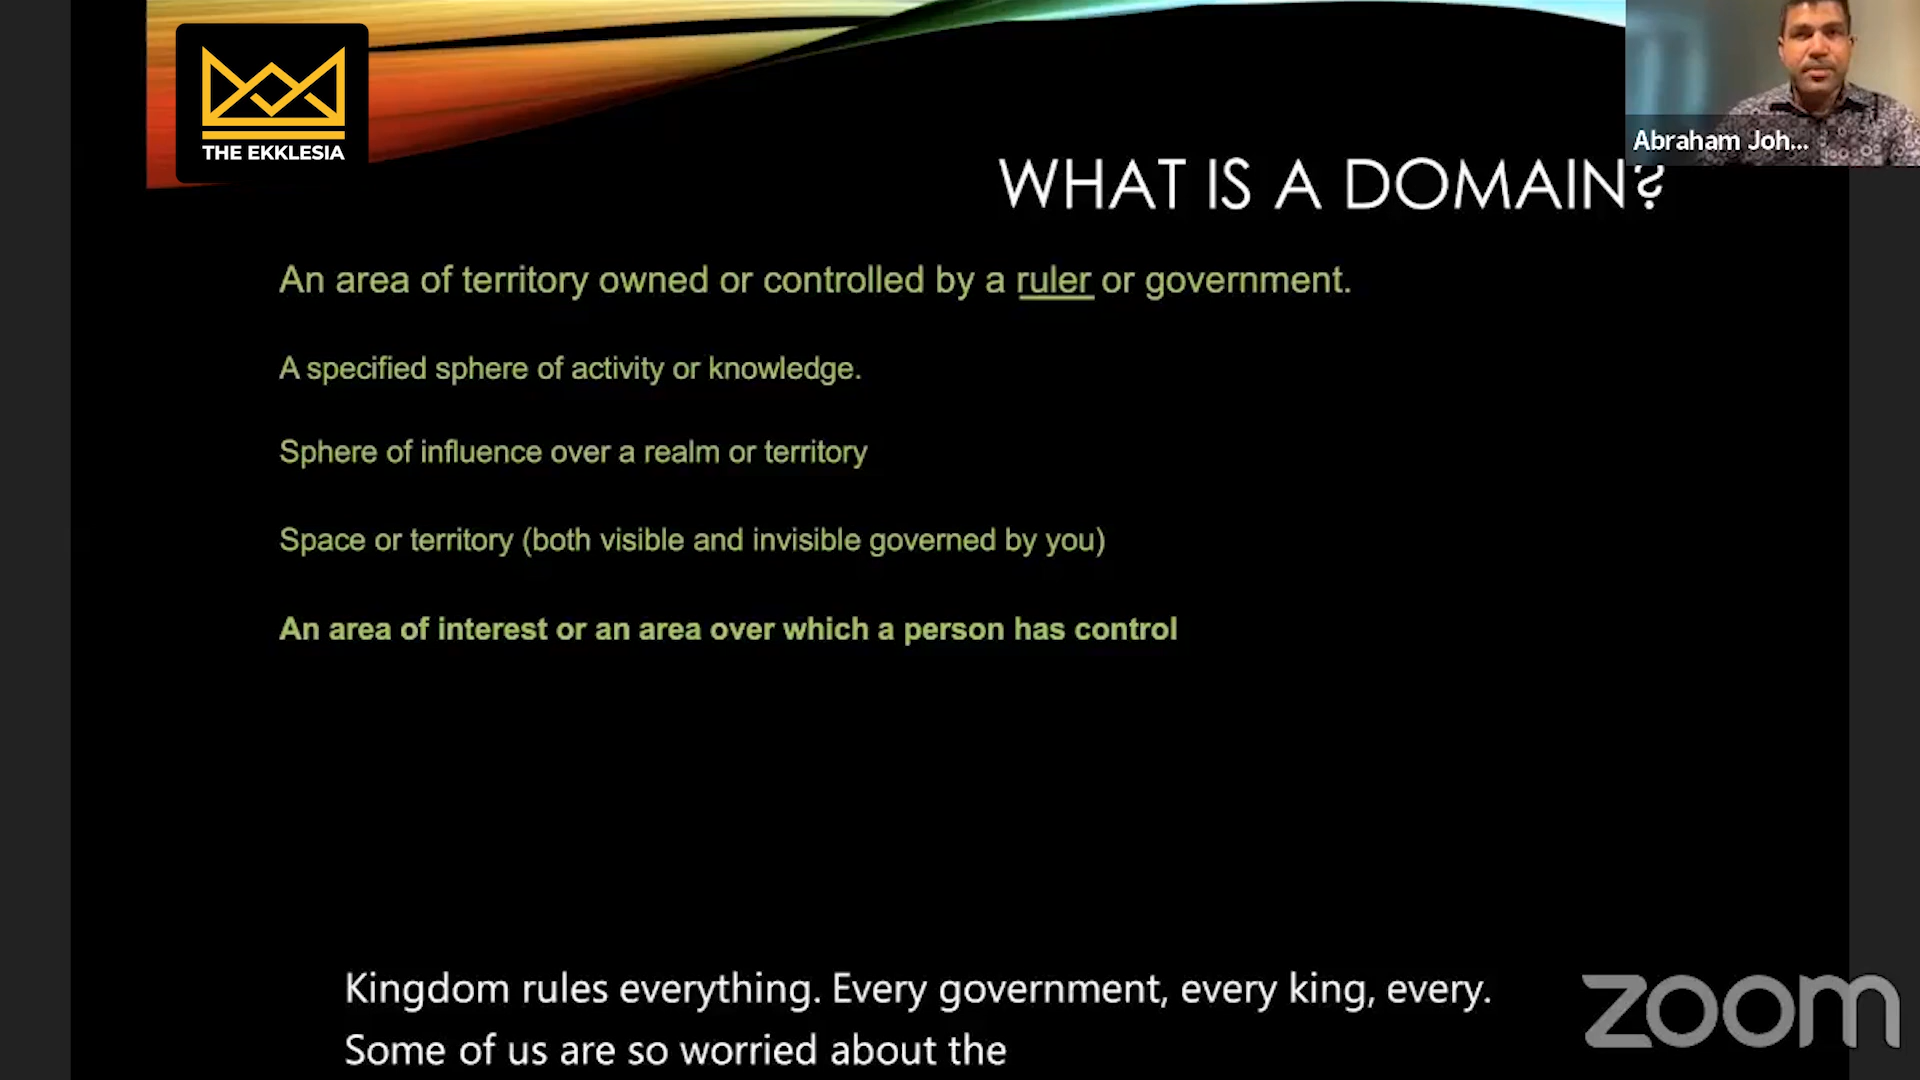 THE EKKLESIA
Abraham Joh...
WHAT IS A DOMAIN?
An area of territory owned or controlled by a ruler or government.
A specified sphere of activity or knowledge.
Sphere of influence over a realm or territory
Space or territory (both visible and invisible governed by you)
An area of interest or an area over which a person has control
Kingdom rules everything. Every government, every king, every.
Some of us are so worried about the
zoom